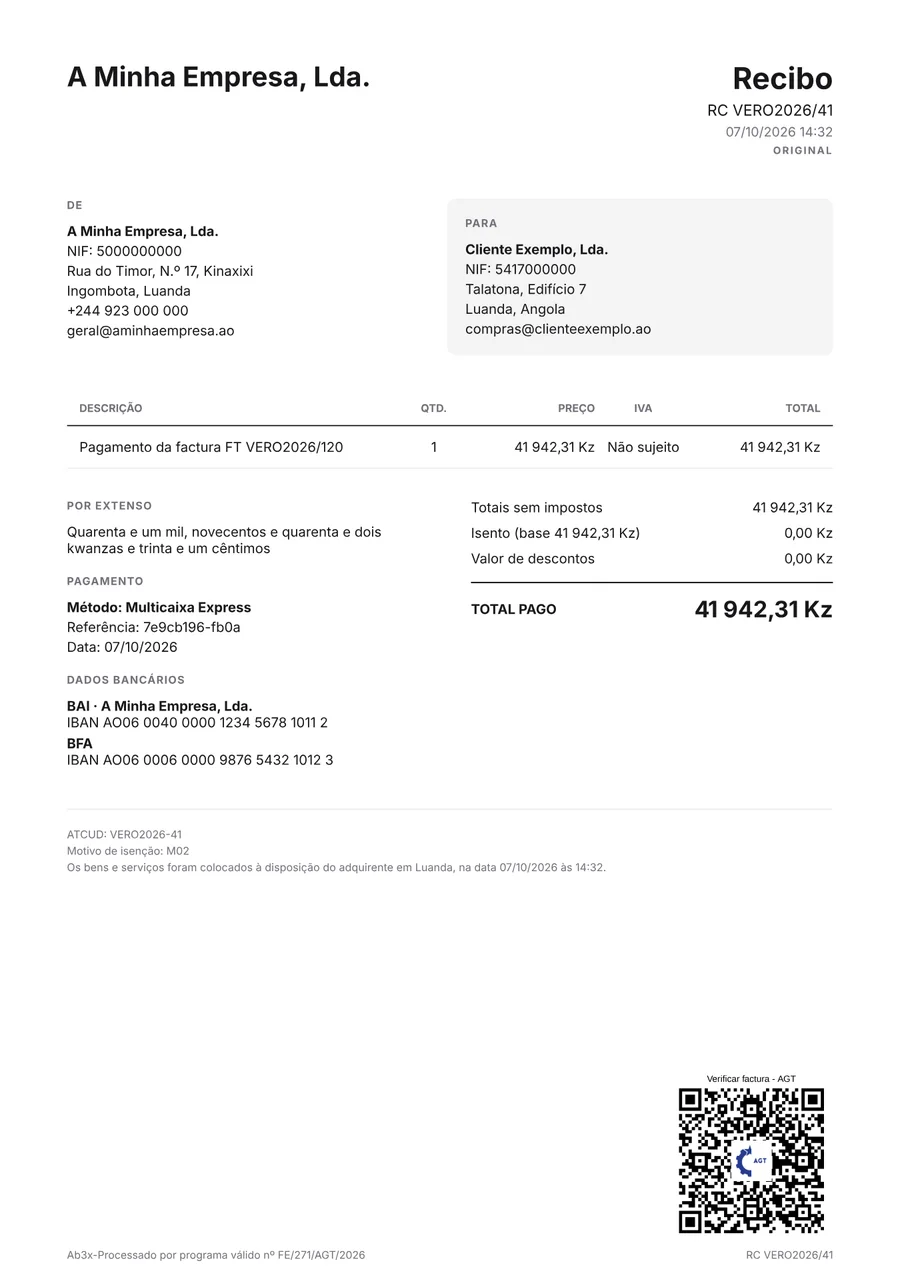 A Minha Empresa, Lda.
Recibo
RC VERO2026/41
07/10/2026 14:32
ORIGINAL
DE
A Minha Empresa, Lda.
NIF: 5000000000
Rua do Timor, N.º 17, Kinaxixi
Ingombota, Luanda
+244 923 000 000
geral@aminhaempresa.ao
PARA
Cliente Exemplo, Lda.
NIF: 5417000000
Talatona, Edifício 7
Luanda, Angola
compras@clienteexemplo.ao
DESCRIÇÃO QTD. PREÇO IVA TOTAL
Pagamento da factura FT VERO2026/120 1 41 942,31 Kz Não sujeito 41 942,31 Kz
POR EXTENSO
Quarenta e um mil, novecentos e quarenta e dois
kwanzas e trinta e um cêntimos
PAGAMENTO
Método: Multicaixa Express
Referência: 7e9cb196-fb0a
Data: 07/10/2026
DADOS BANCÁRIOS
BAI · A Minha Empresa, Lda.
IBAN AO06 0040 0000 1234 5678 1011 2
BFA
IBAN AO06 0006 0000 9876 5432 1012 3
Totais sem impostos 41 942,31 Kz
Isento (base 41 942,31 Kz) 0,00 Kz
Valor de descontos 0,00 Kz
TOTAL PAGO 41 942,31 Kz
ATCUD: VERO2026-41
Motivo de isenção: M02
Os bens e serviços foram colocados à disposição do adquirente em Luanda, na data 07/10/2026 às 14:32.
Verificar factura - AGT
AGT
Ab3x-Processado por programa válido nº FE/271/AGT/2026
RC VERO2026/41